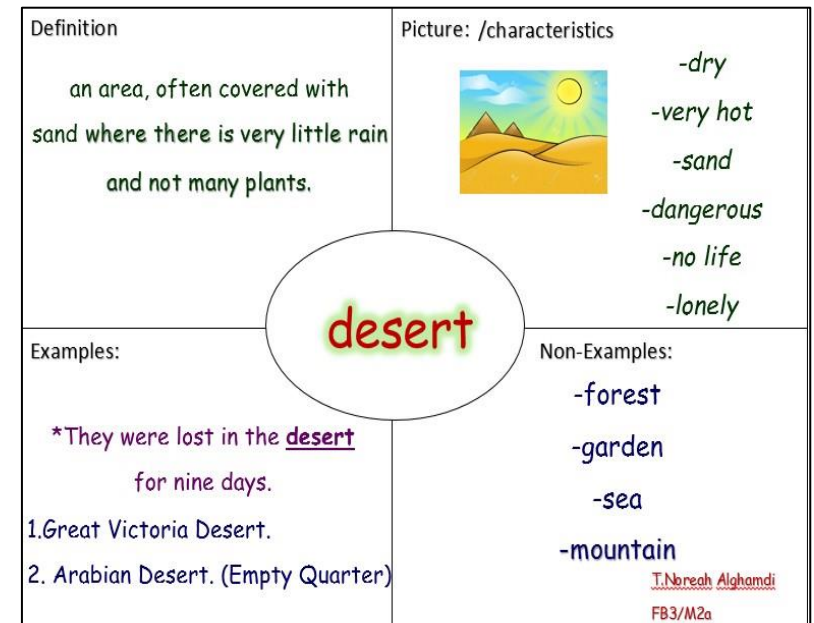 Definition
an area, often covered with
sand where there is very little rain
and not many plants.
Picture: /characteristics
-dry
-very hot
-sand
-dangerous
-no life
-lonely
desert
Examples:
*They were lost in the desert
for nine days.
1.Great Victoria Desert.
2. Arabian Desert. (Empty Quarter)
Non-Examples:
-forest
-garden
-sea
-mountain
T.Noreah Alghamdi
FB3/M2a